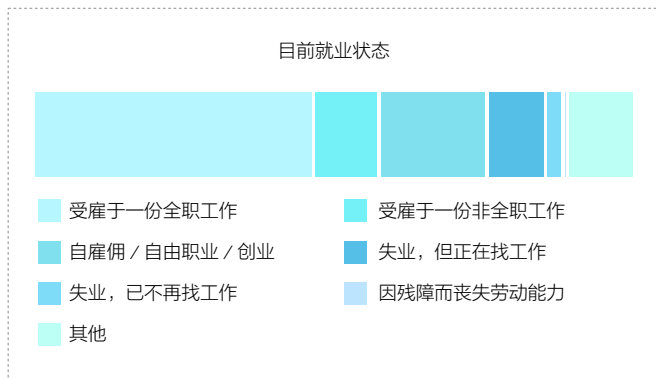 目前就业状态
受雇于一份全职工作
受雇于一份非全职工作
自雇佣 / 自由职业 / 创业
失业，但正在找工作
失业，已不再找工作
因残障而丧失劳动能力
其他